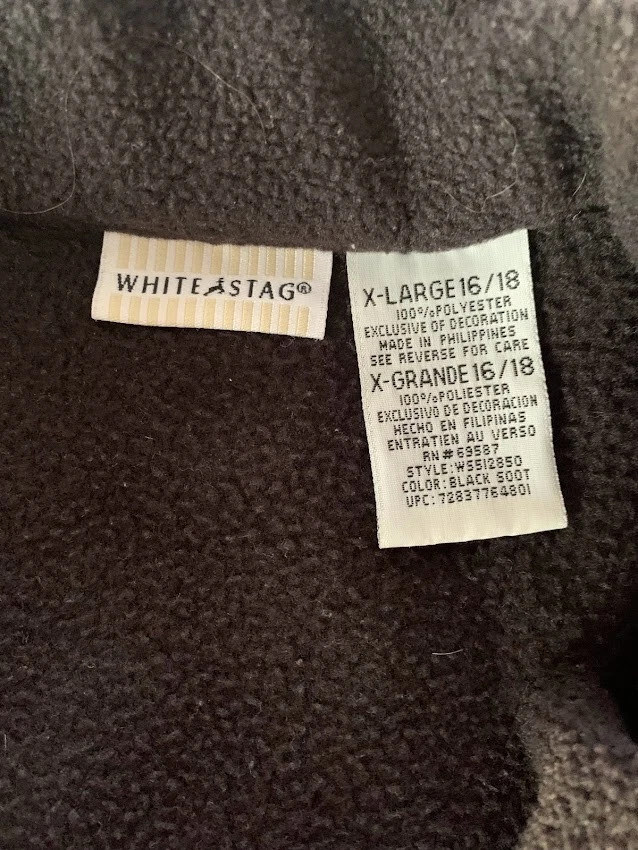 WHITE STAG®
X-LARGE 16/18
100% POLYESTER
EXCLUSIVE OF DECORATION
MADE IN PHILIPPINES
SEE REVERSE FOR CARE
X-GRANDE 16/18
100% POLIESTER
EXCLUSIVO DE DECORACION
HECHO EN FILIPINAS
ENTRATIEN AU VERSO
RN# 69587
STYLE: WS512850
COLOR: BLACK SOOT
UPC: 72837764801